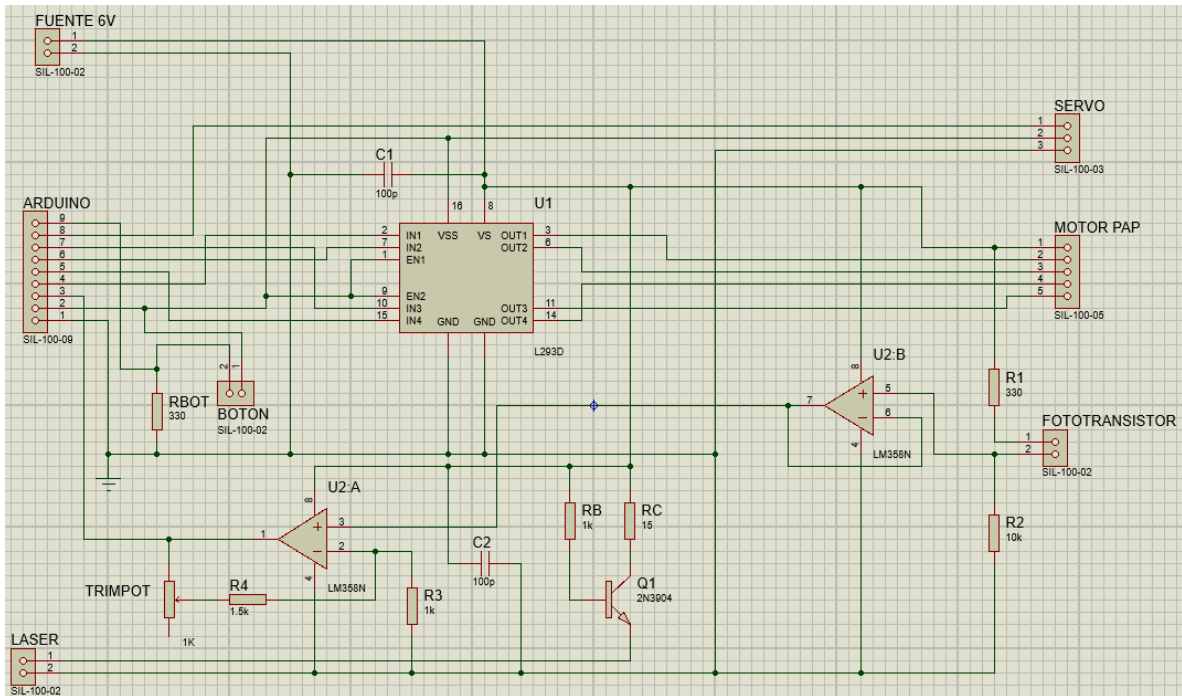 FUENTE 6V
1
2
SIL-100-02
SERVO
1
2
3
SIL-100-03
C1
100p
ARDUINO
9
8
7
6
5
4
3
2
1
SIL-100-09
16 8 U1
2 IN1 VSS VS OUT1 3
7 IN2 OUT2 6
1 EN1
9 EN2
10 IN3 OUT3 11
15 IN4 GND GND OUT4 14
L293D
MOTOR PAP
1
2
3
4
5
SIL-100-05
2 1
BOTON
SIL-100-02
RBOT
330
U2:B
8
5
6
7
4
LM358N
R1
330
FOTOTRANSISTOR
1
2
SIL-100-02
R2
10k
U2:A
8
3
2
1
4
LM358N
RB
1k
RC
15
C2
100p
Q1
2N3904
TRIMPOT
1K
R4
1.5k
R3
1k
LASER
1
2
SIL-100-02